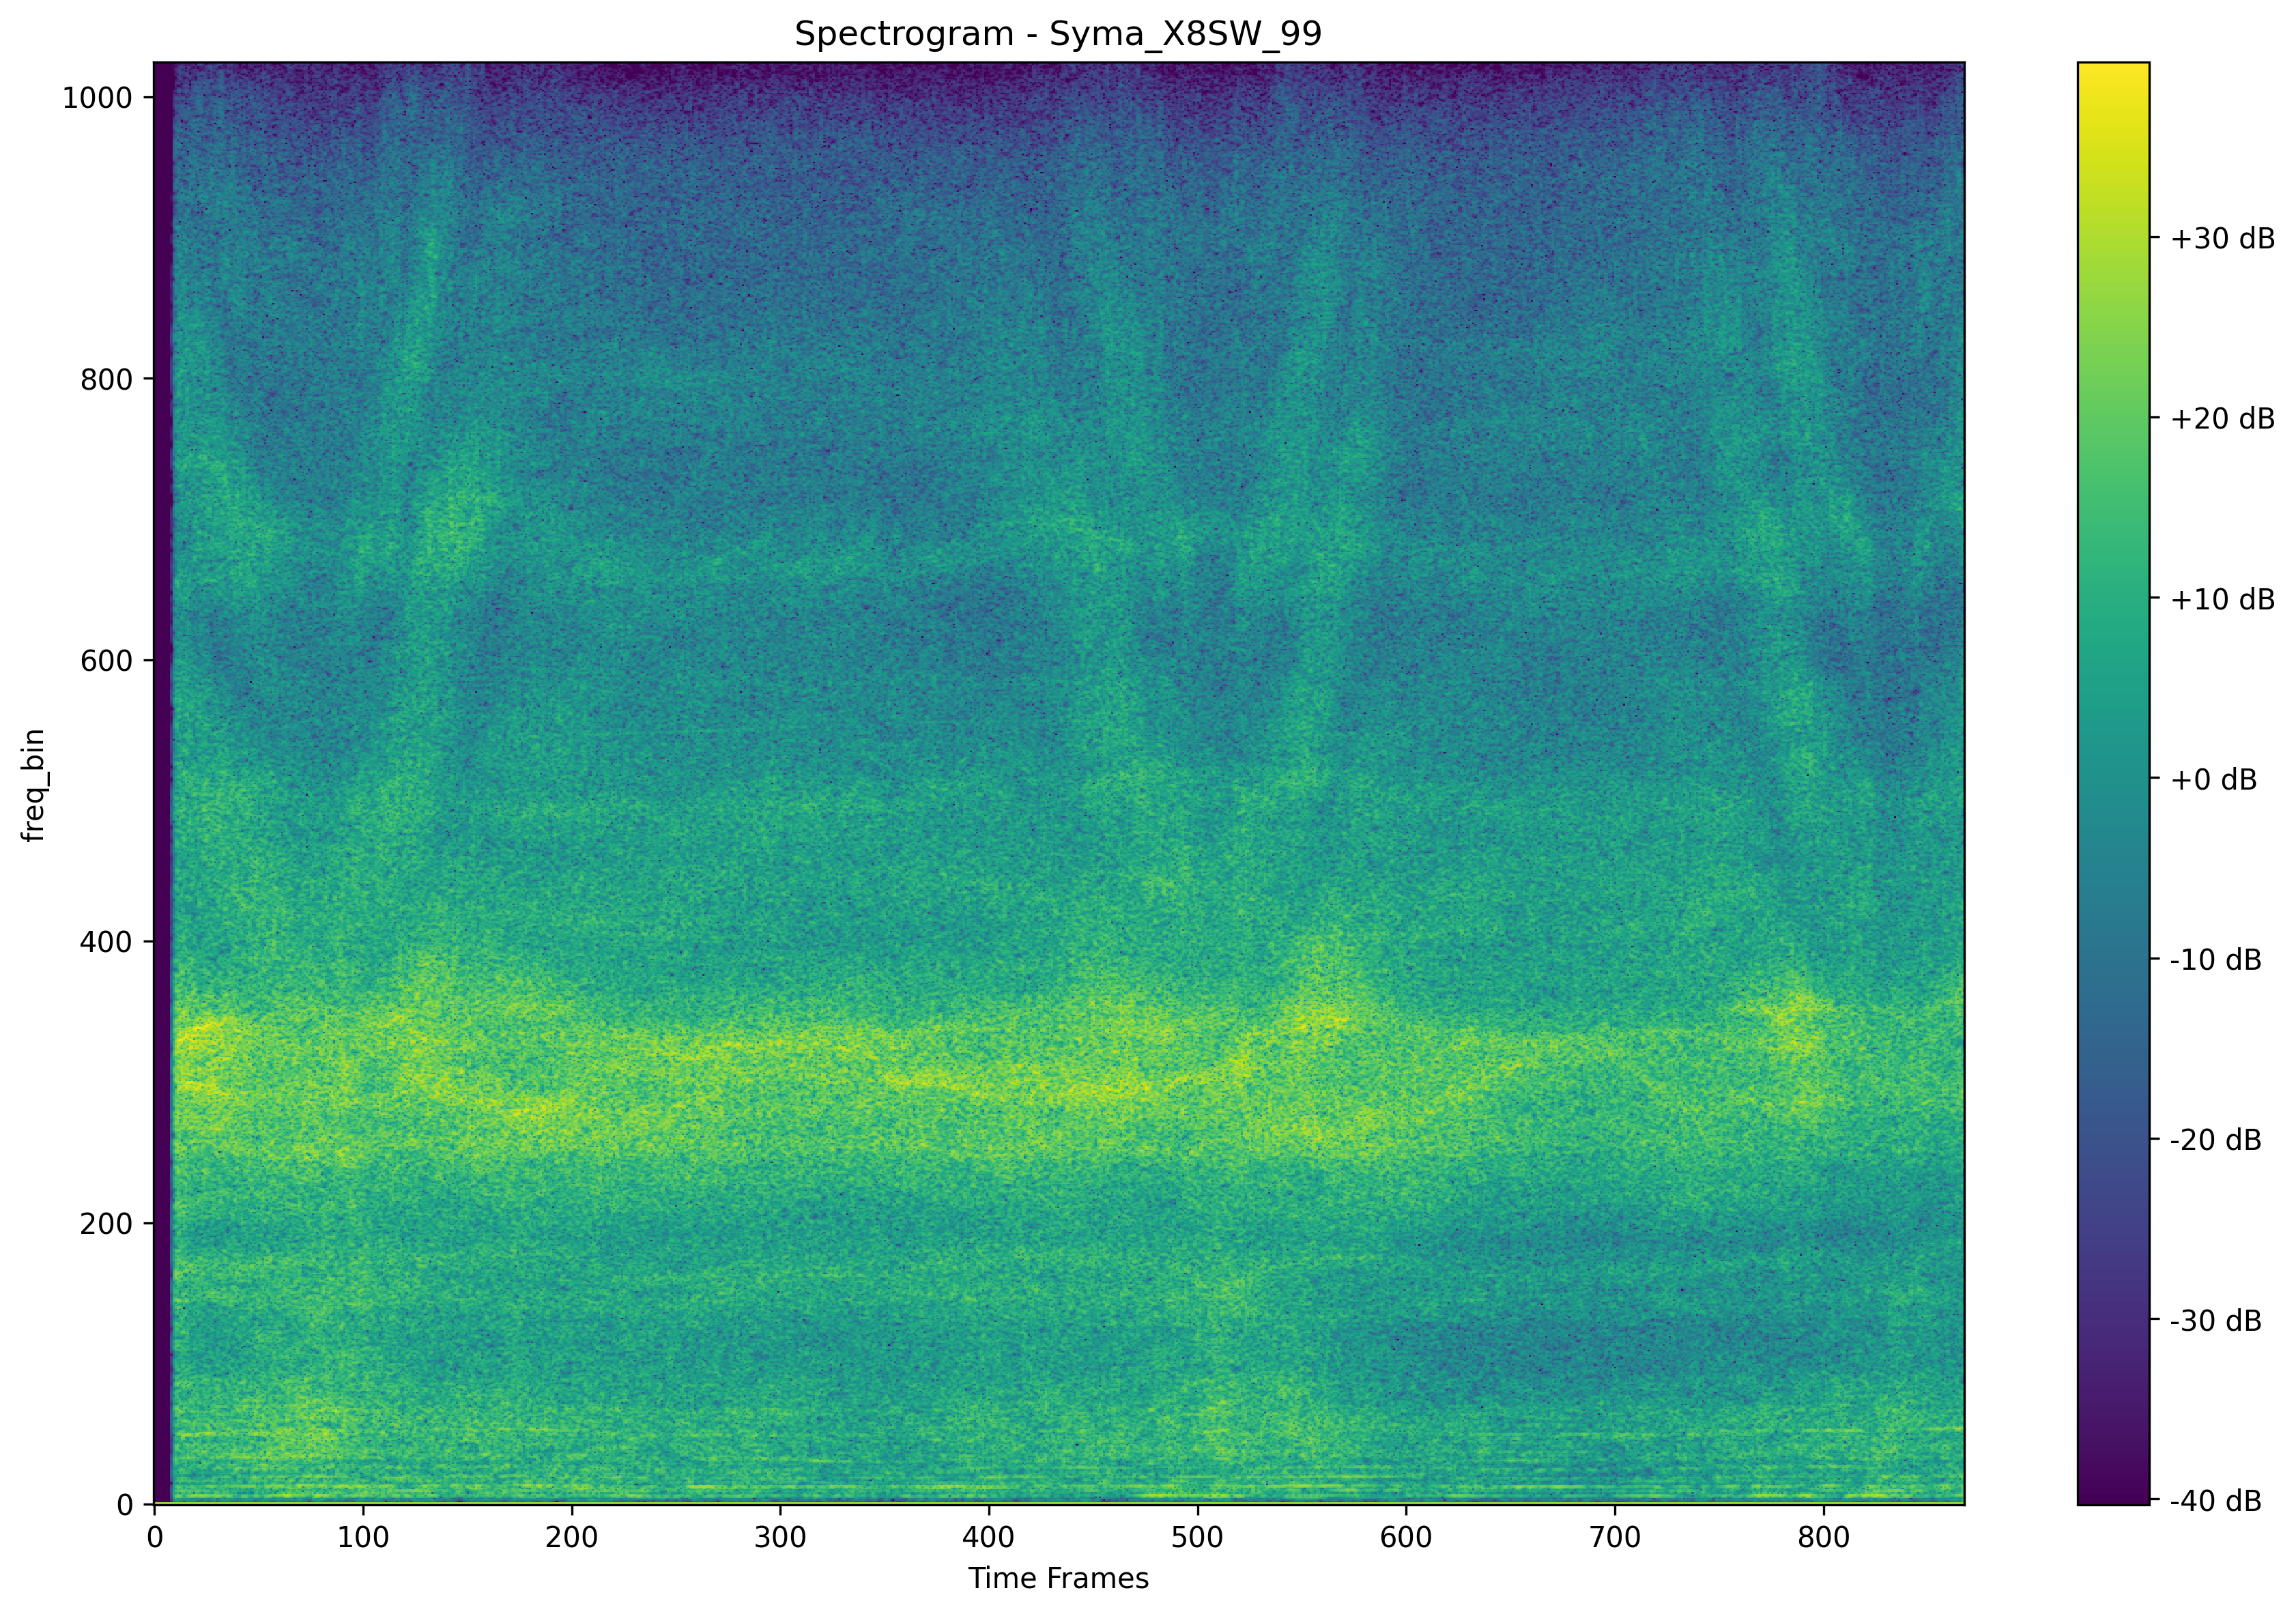 Spectrogram - Syma_X8SW_99
freq_bin
1000
800
600
400
200
0
0 100 200 300 400 500 600 700 800
Time Frames
+30 dB
+20 dB
+10 dB
+0 dB
-10 dB
-20 dB
-30 dB
-40 dB